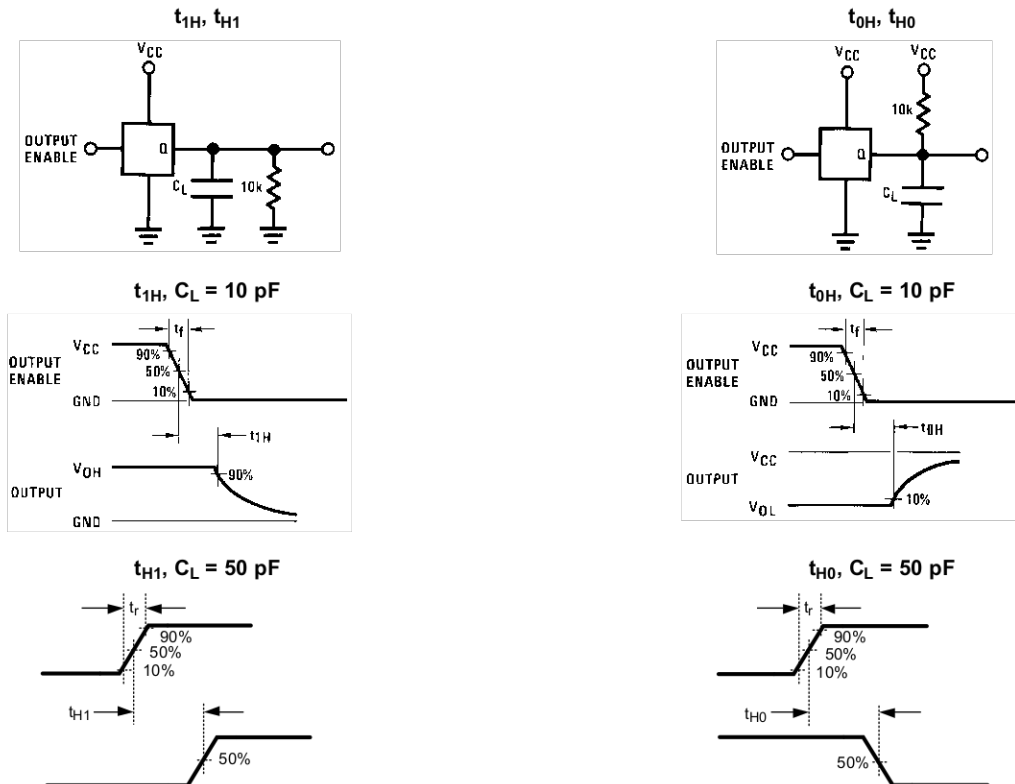 t1H, tH1
VCC
OUTPUT
ENABLE
Q
CL
10k
t0H, tH0
VCC
VCC
10k
OUTPUT
ENABLE
Q
CL
t1H, CL = 10 pF
tf
VCC
90%
OUTPUT
ENABLE
50%
10%
GND
t1H
VOH
90%
OUTPUT
GND
t0H, CL = 10 pF
tf
VCC
90%
OUTPUT
ENABLE
50%
10%
GND
t0H
VCC
OUTPUT
10%
VOL
tH1, CL = 50 pF
tr
90%
50%
10%
tH1
50%
tH0, CL = 50 pF
tr
90%
50%
10%
tH0
50%